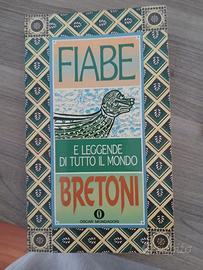 FIABE
E LEGGENDE
DI TUTTO IL MONDO
BRETONI
OSCAR MONDADORI